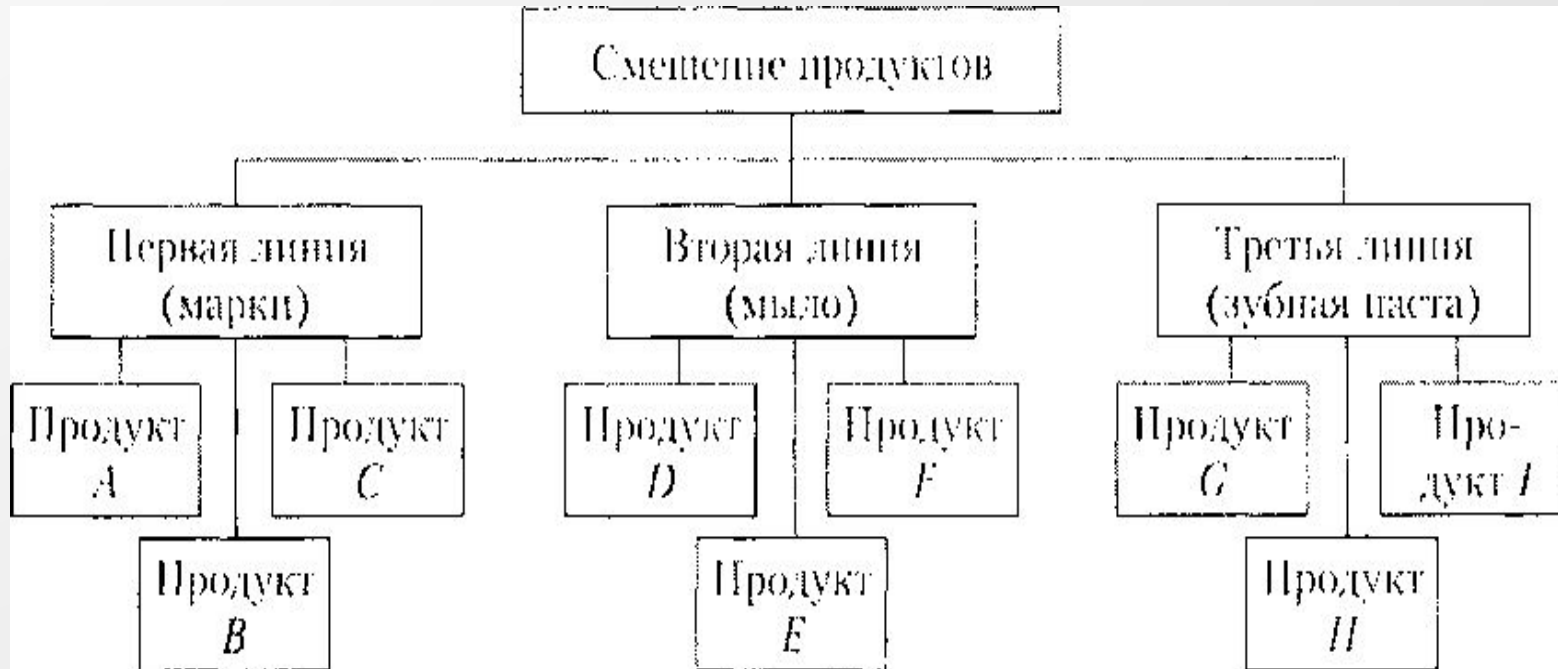 Смешение продуктов
Первая линия
(марки)
Вторая линия
(мыло)
Третья линия
(зубная паста)
Продукт
A
Продукт
C
Продукт
D
Продукт
F
Продукт
G
Про-
дукт I
Продукт
B
Продукт
E
Продукт
H